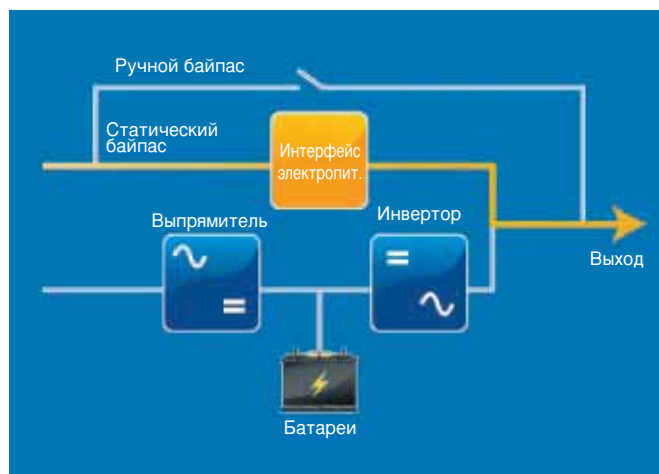 Ручной байпас
Статический
байпас
Интерфейс
электропит.
Выпрямитель
Инвертор
Выход
Батареи